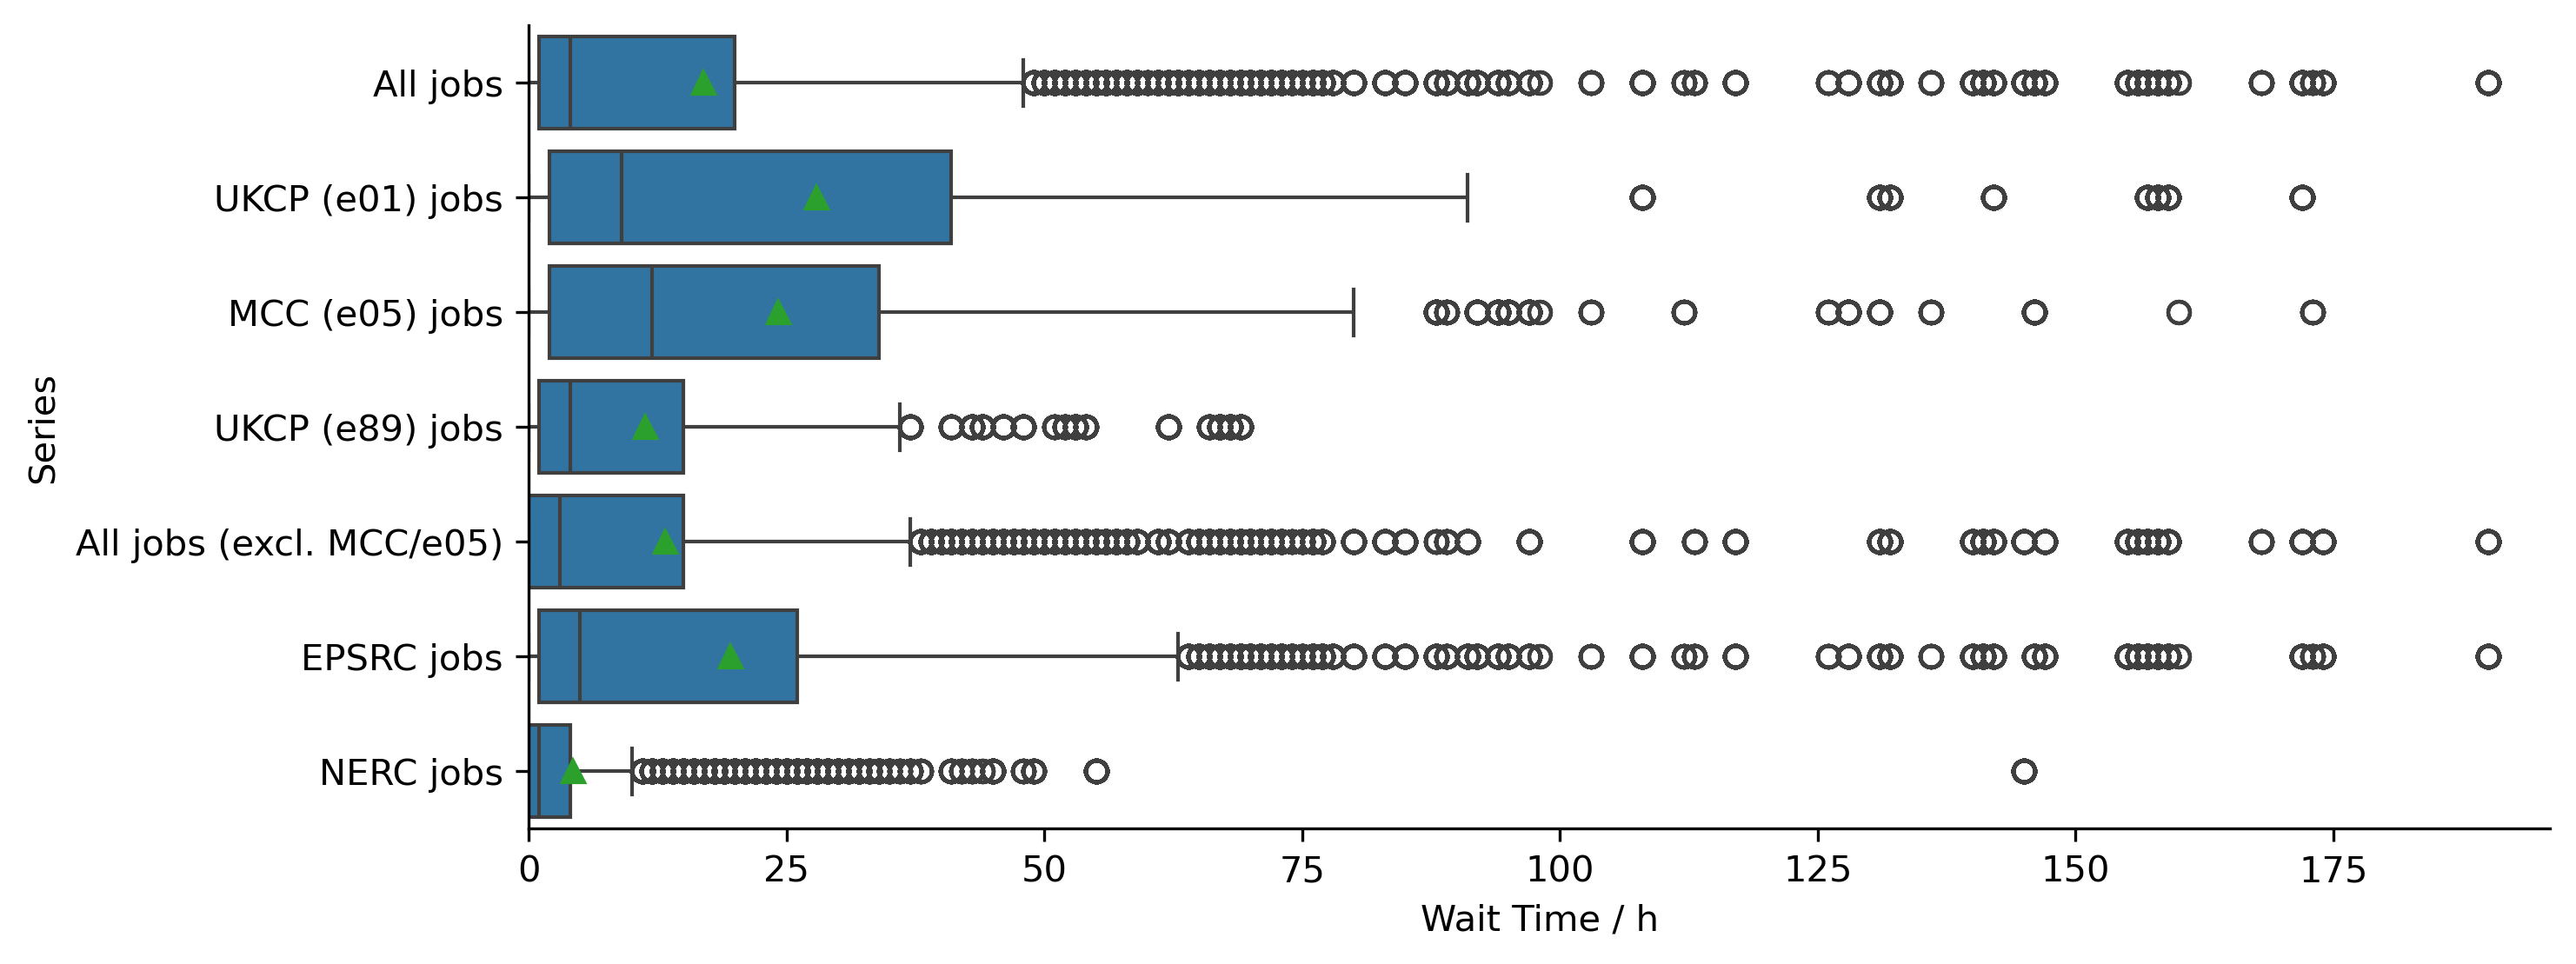 Series
All jobs
UKCP (e01) jobs
MCC (e05) jobs
UKCP (e89) jobs
All jobs (excl. MCC/e05)
EPSRC jobs
NERC jobs
0 25 50 75 100 125 150 175
Wait Time / h